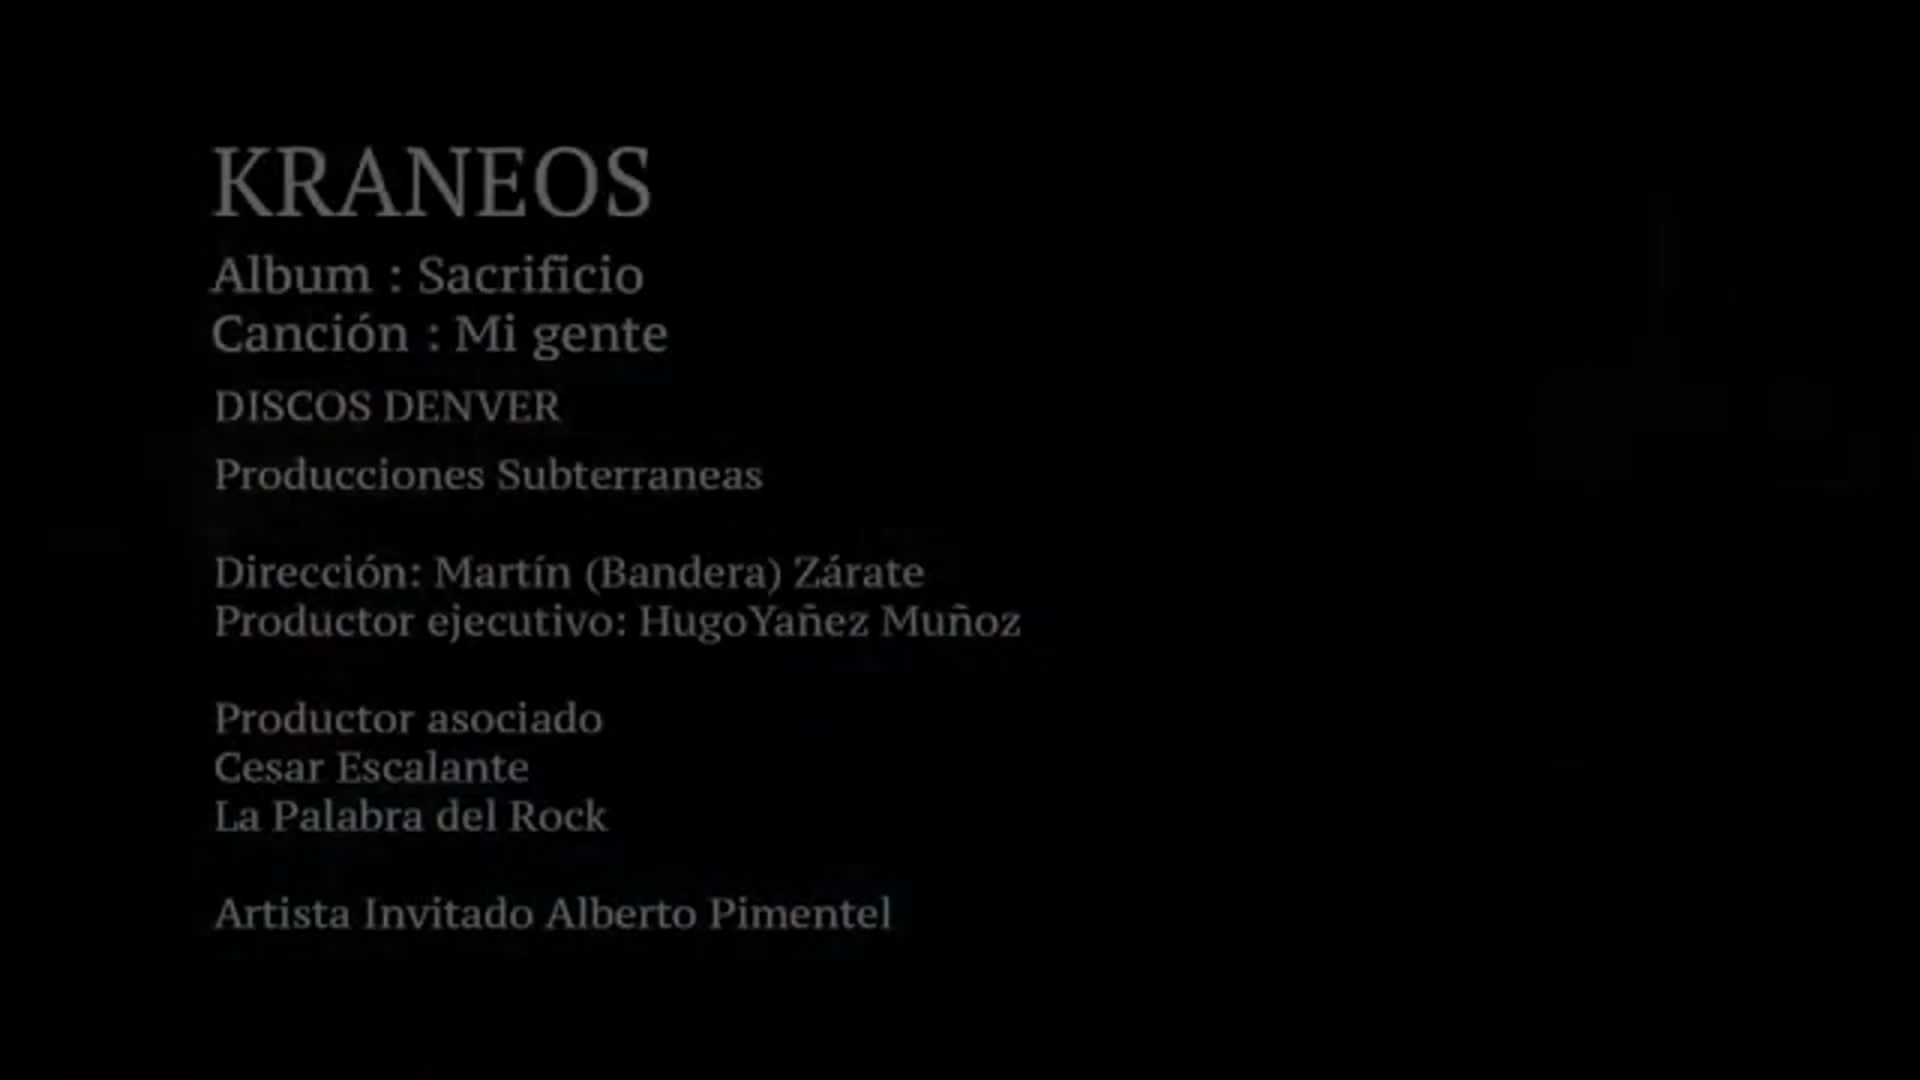 KRANEOS
Album : Sacrificio
Canción : Mi gente
DISCOS DENVER
Producciones Subterraneas
Dirección: Martín (Bandera) Zárate
Productor ejecutivo: HugoYañez Muñoz
Productor asociado
Cesar Escalante
La Palabra del Rock
Artista Invitado Alberto Pimentel